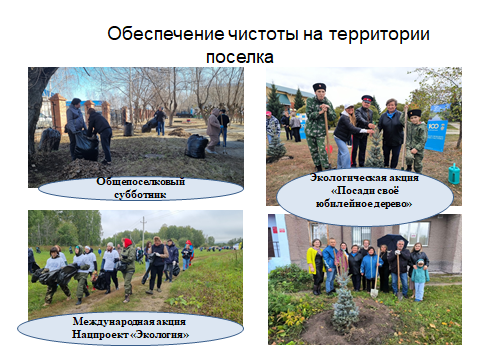 Обеспечение чистоты на территории
поселка
Общепоселковый
субботник
Экологическая акция
«Посади своё
юбилейное дерево»
Международная акция
Нацпроект «Экология»